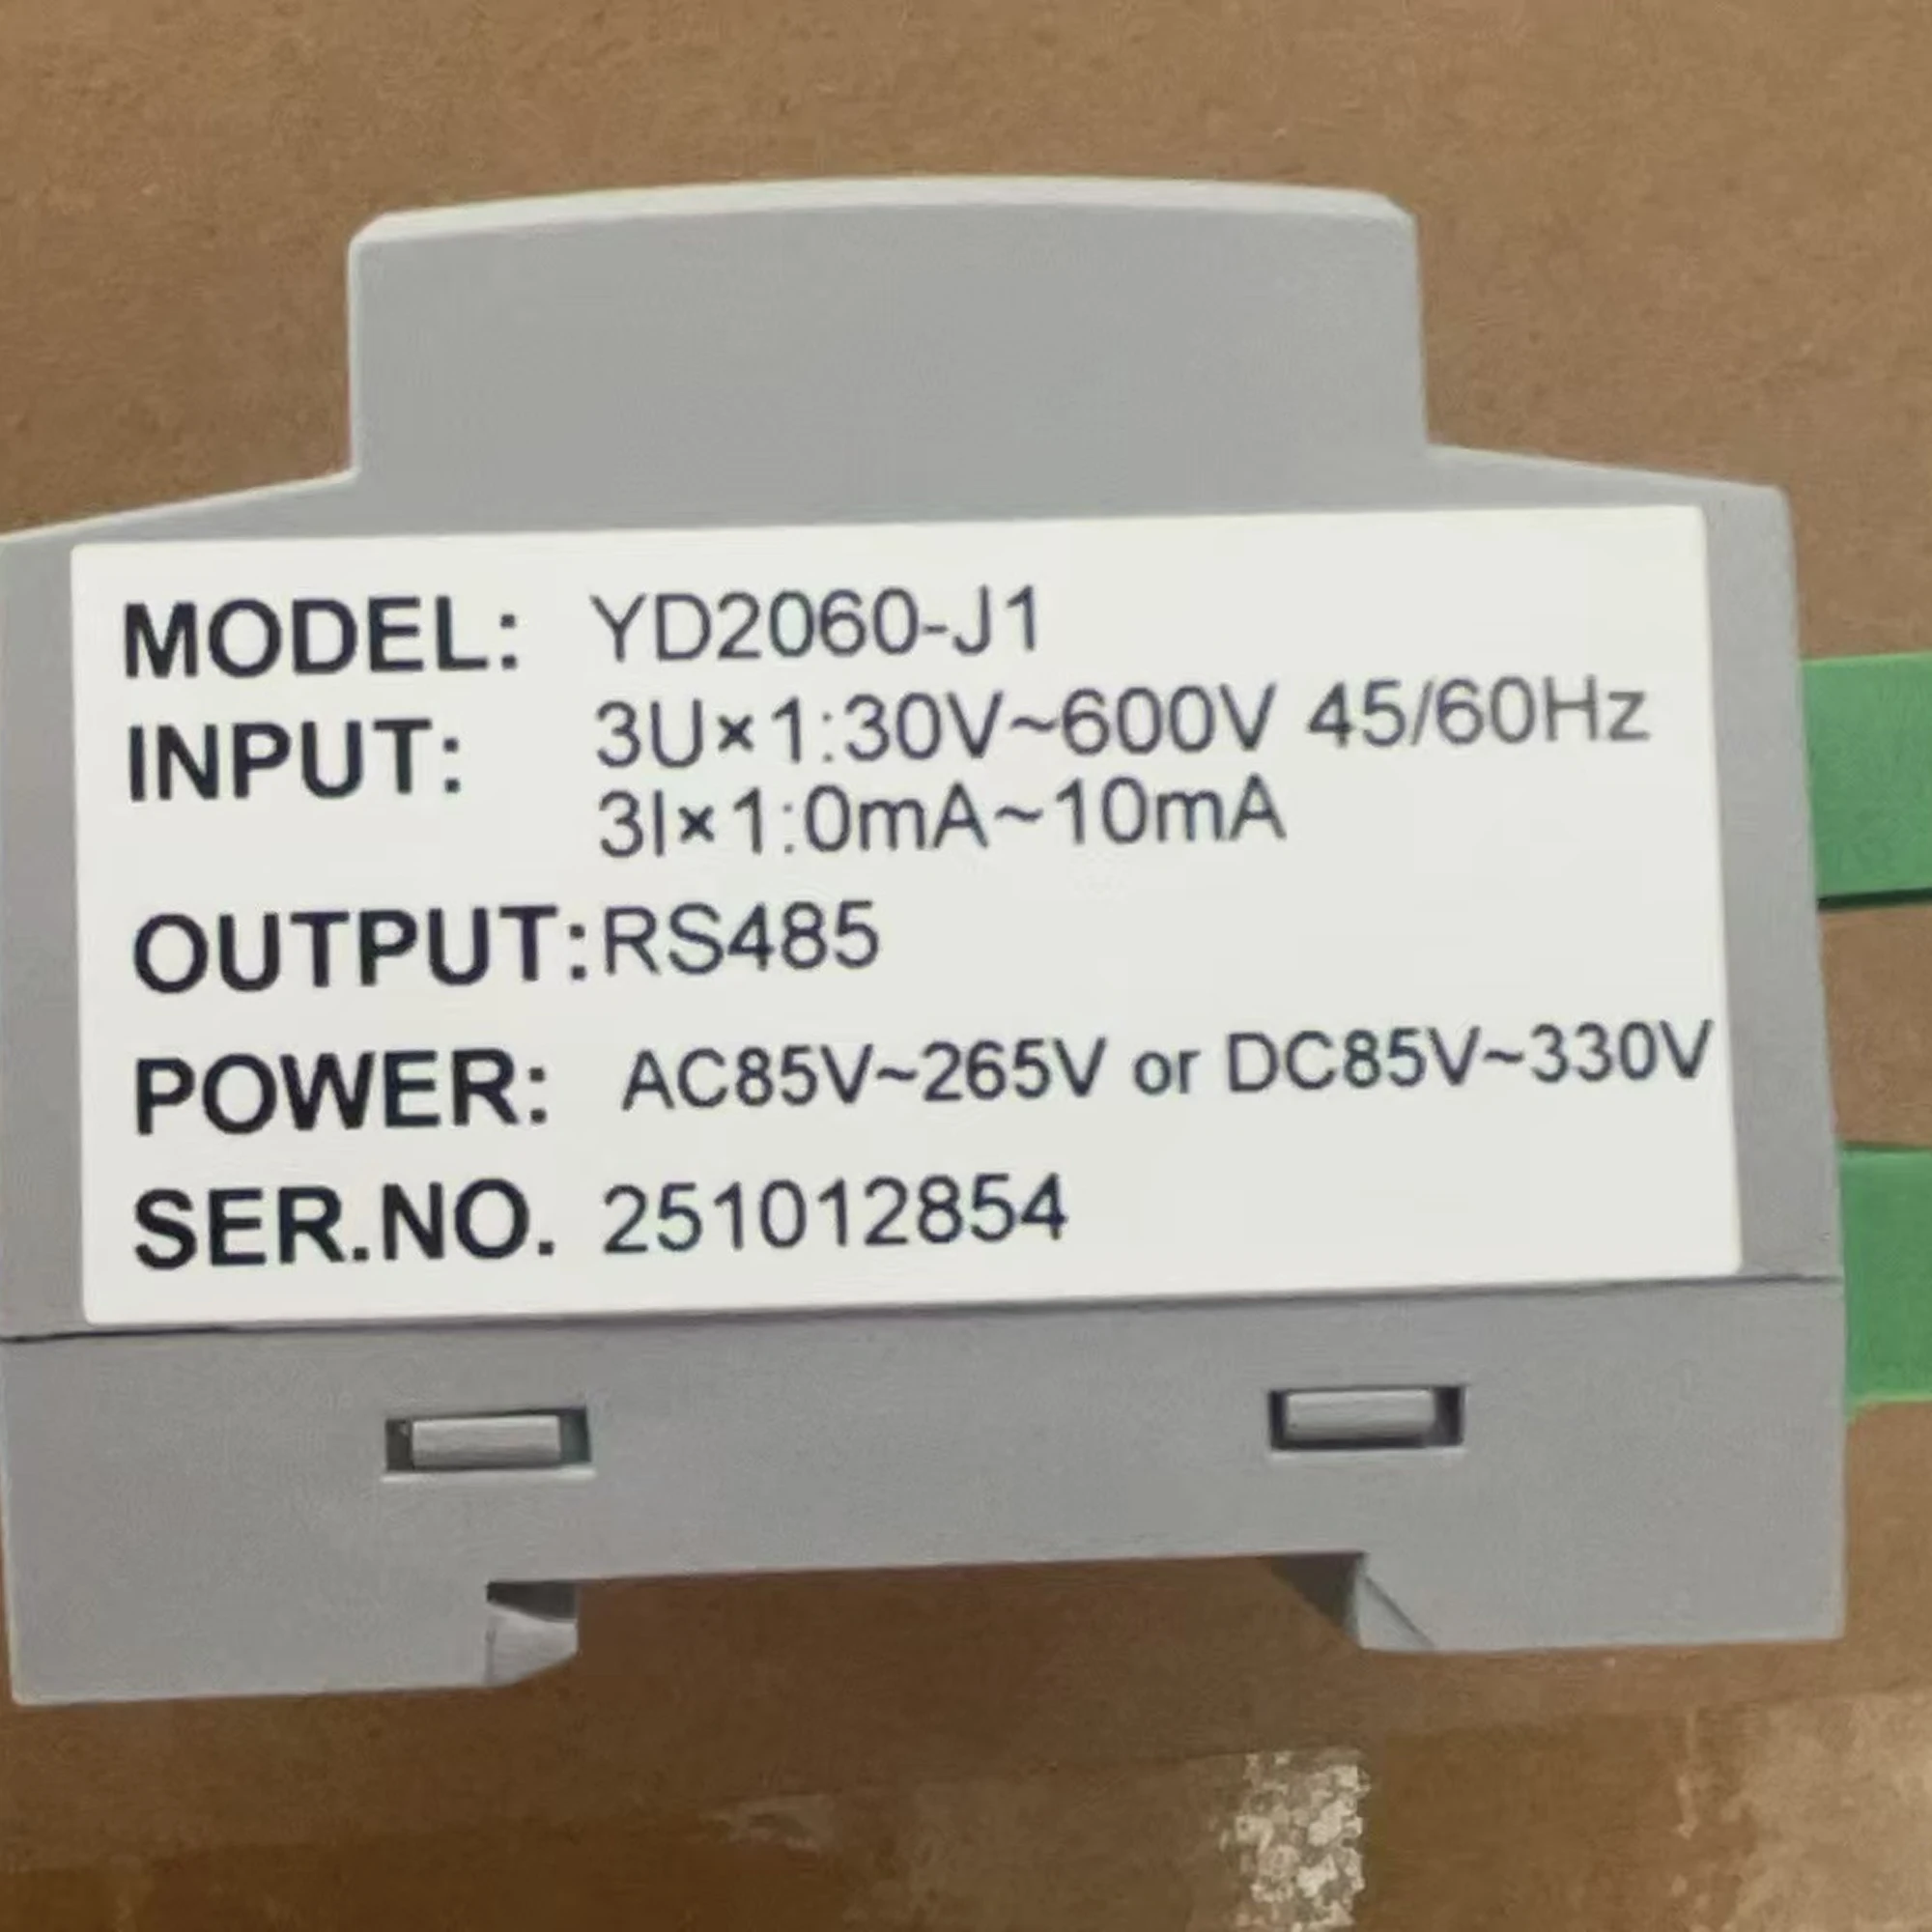 MODEL: YD2060-J1
INPUT: 3U×1:30V~600V 45/60Hz
3I×1:0mA~10mA
OUTPUT:RS485
POWER: AC85V~265V or DC85V~330V
SER.NO. 251012854